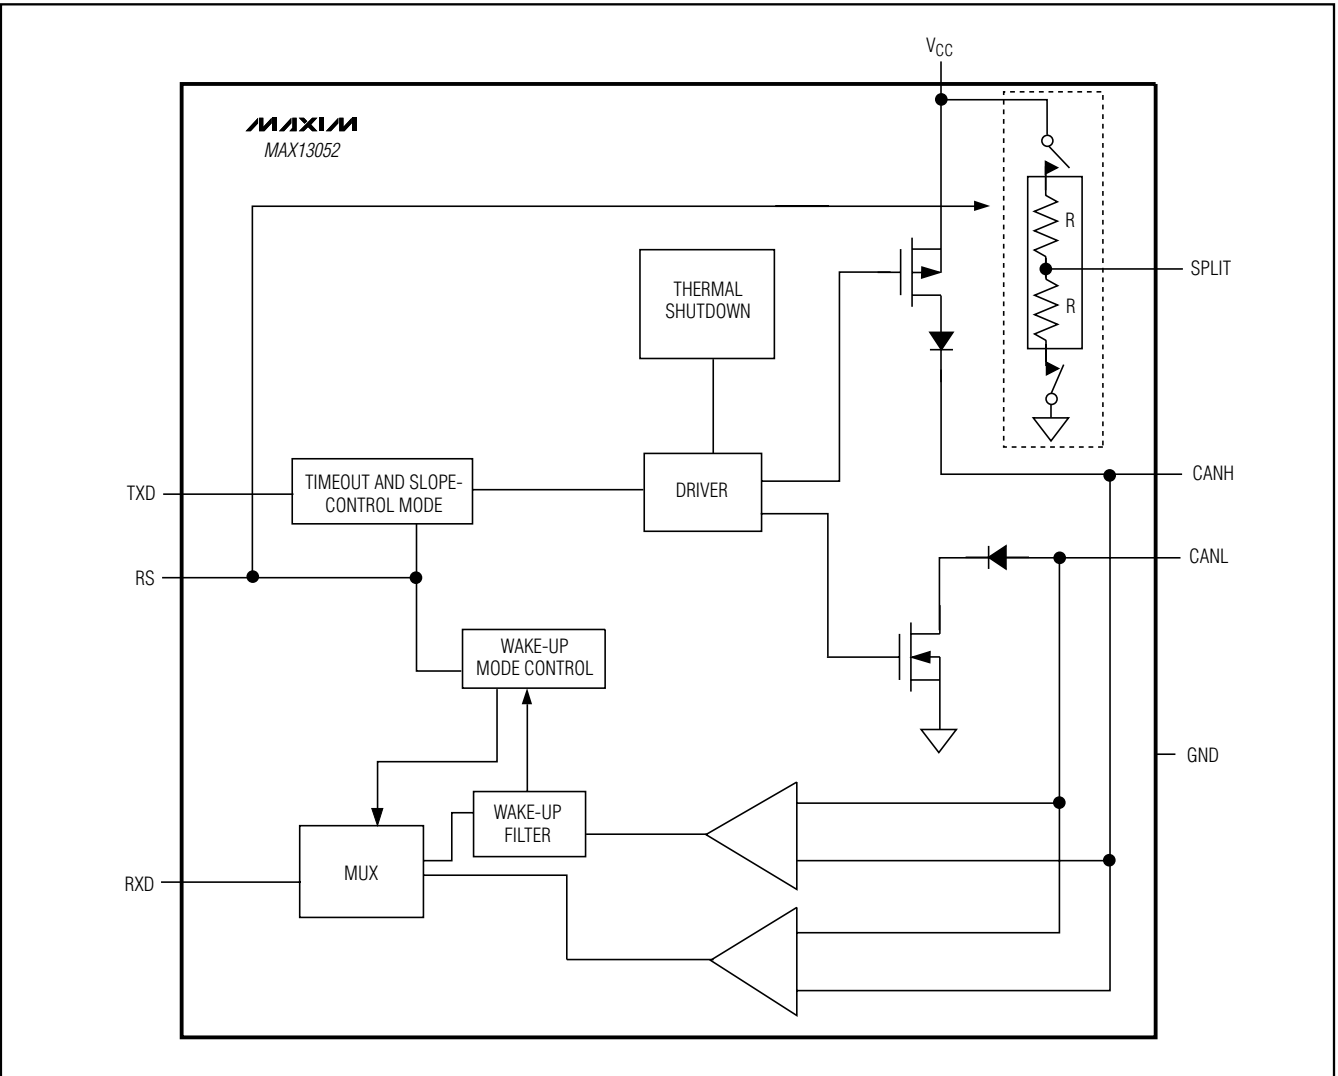 VCC
MAXIM
MAX13052
R
SPLIT
R
THERMAL
SHUTDOWN
TXD
TIMEOUT AND SLOPE-
CONTROL MODE
DRIVER
CANH
RS
CANL
WAKE-UP
MODE CONTROL
GND
WAKE-UP
FILTER
RXD
MUX